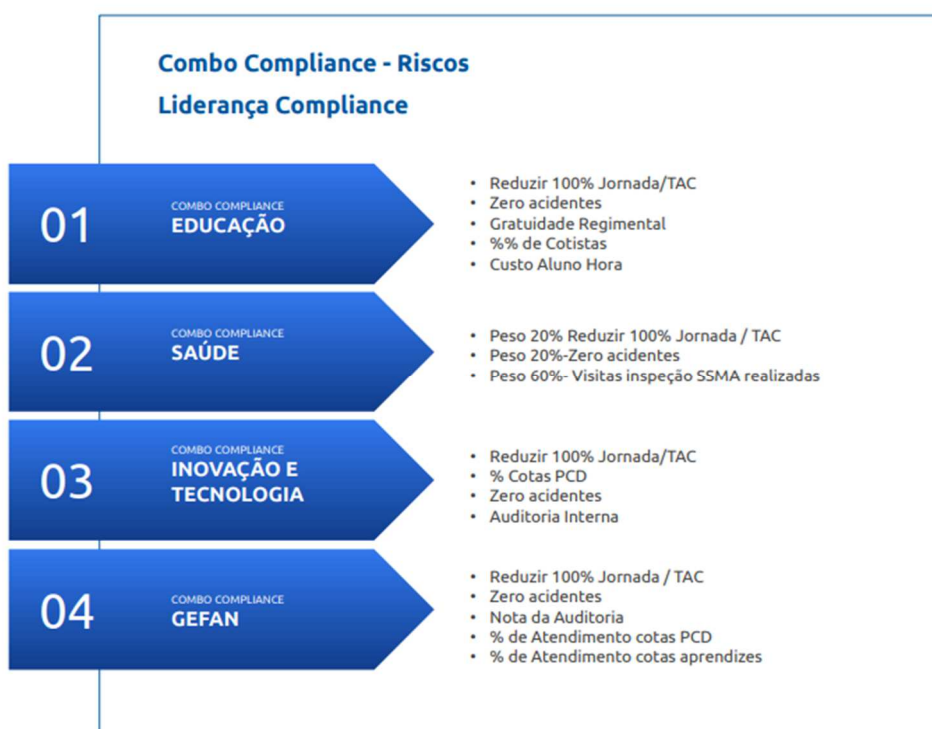 Combo Compliance - Riscos
Liderança Compliance
01
COMBO COMPLIANCE
EDUCAÇÃO
• Reduzir 100% Jornada/TAC
• Zero acidentes
• Gratuidade Regimental
• %% de Cotistas
• Custo Aluno Hora
02
COMBO COMPLIANCE
SAÚDE
• Peso 20% Reduzir 100% Jornada / TAC
• Peso 20%-Zero acidentes
• Peso 60%- Visitas inspeção SSMA realizadas
03
COMBO COMPLIANCE
INOVAÇÃO E
TECNOLOGIA
• Reduzir 100% Jornada/TAC
• % Cotas PCD
• Zero acidentes
• Auditoria Interna
04
COMBO COMPLIANCE
GEFAN
• Reduzir 100% Jornada / TAC
• Zero acidentes
• Nota da Auditoria
• % de Atendimento cotas PCD
• % de Atendimento cotas aprendizes